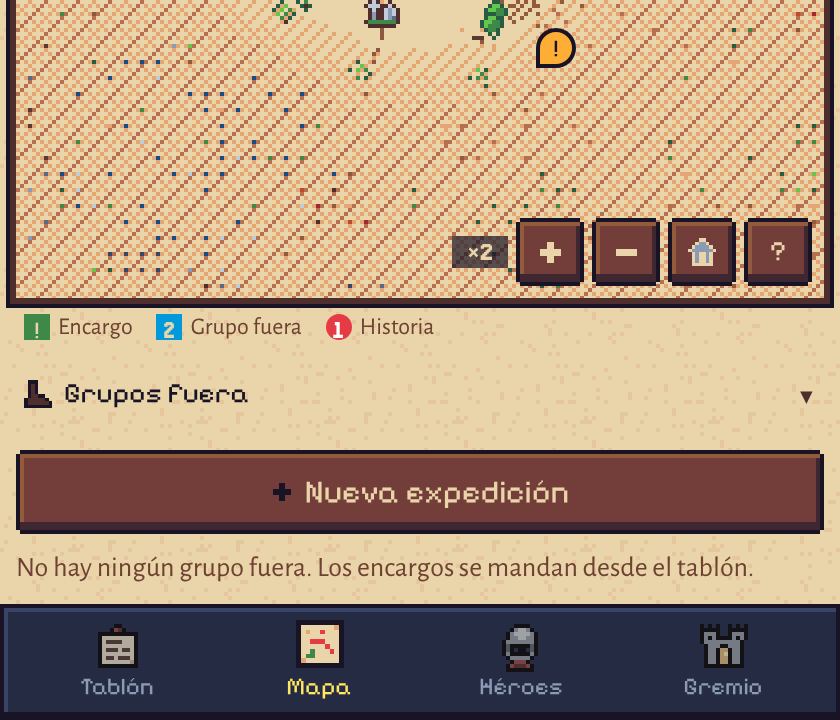 !
×2 + − ?
! Encargo 2 Grupo fuera 1 Historia
Grupos fuera ▼
+ Nueva expedición
No hay ningún grupo fuera. Los encargos se mandan desde el tablón.
Tablón Mapa Héroes Gremio